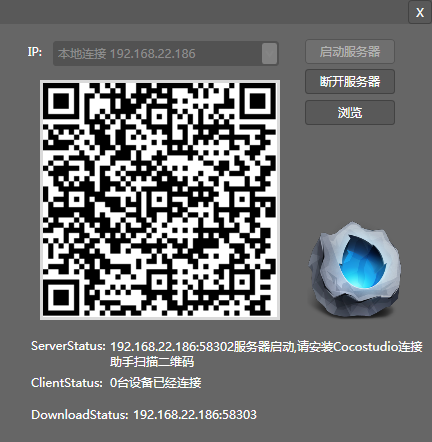 X
IP: 本地连接 192.168.22.186
启动服务器
断开服务器
浏览
ServerStatus: 192.168.22.186:58302服务器启动,请安装Cocostudio连接
助手扫描二维码
ClientStatus: 0台设备已经连接
DownloadStatus: 192.168.22.186:58303